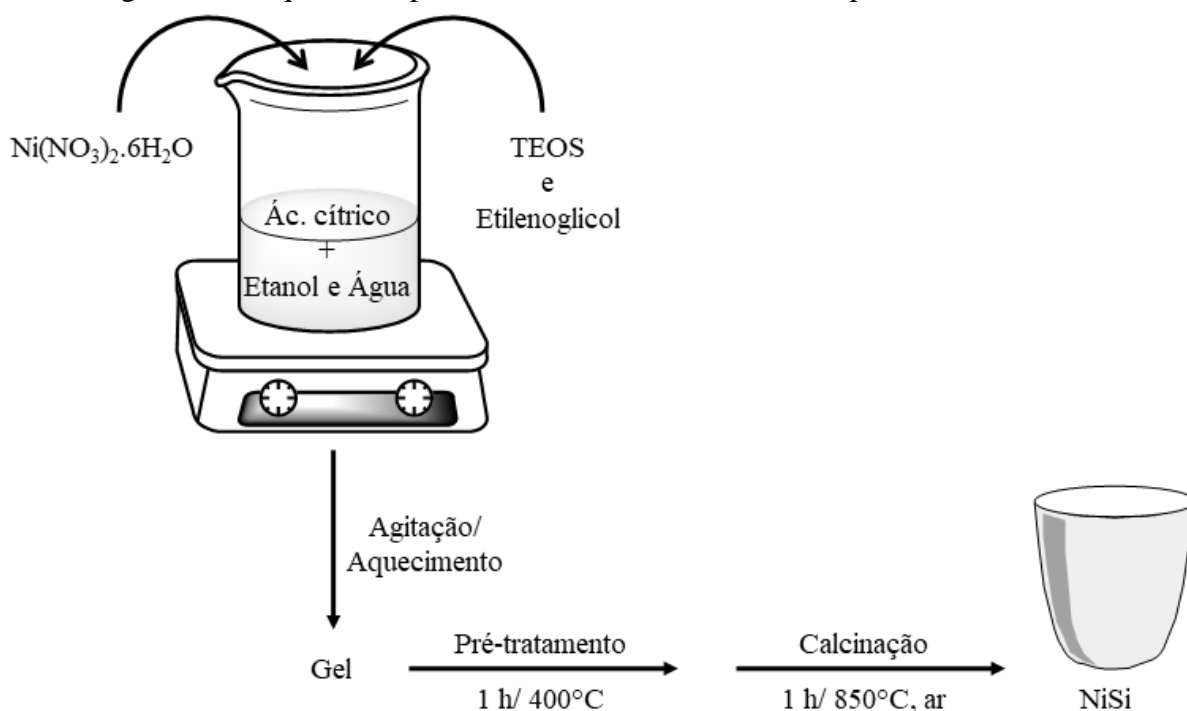 Ni(NO₃)₂.6H₂O
TEOS
e
Etilenoglicol
Ác. cítrico
+
Etanol e Água
Agitação/
Aquecimento
Gel
Pré-tratamento
1 h/ 400°C
Calcinação
1 h/ 850°C, ar
NiSi